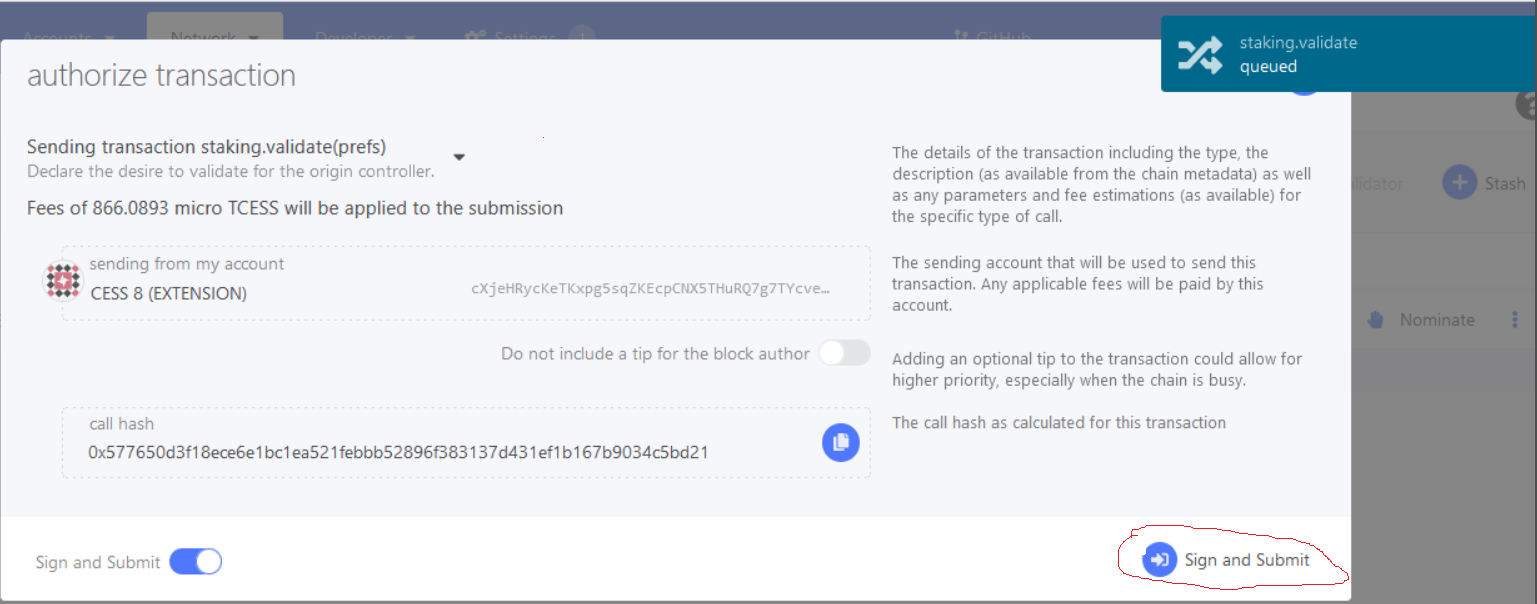 Accounts
Network
Developer
Settings
1
GitHub
staking.validate
queued
authorize transaction
Sending transaction staking.validate(prefs)
Declare the desire to validate for the origin controller.
Fees of 866.0893 micro TCESS will be applied to the submission
The details of the transaction including the type, the
description (as available from the chain metadata) as well
as any parameters and fee estimations (as available) for
the specific type of call.
Stash
sending from my account
CESS 8 (EXTENSION)
cXjeHRycKeTKxpg5sqZKEcpCNX5THuRQ7g7TYcve…
The sending account that will be used to send this
transaction. Any applicable fees will be paid by this
account.
Nominate
Do not include a tip for the block author
Adding an optional tip to the transaction could allow for
higher priority, especially when the chain is busy.
call hash
0x577650d3f18ece6e1bc1ea521febbb52896f383137d431ef1b167b9034c5bd21
The call hash as calculated for this transaction
Sign and Submit
Sign and Submit